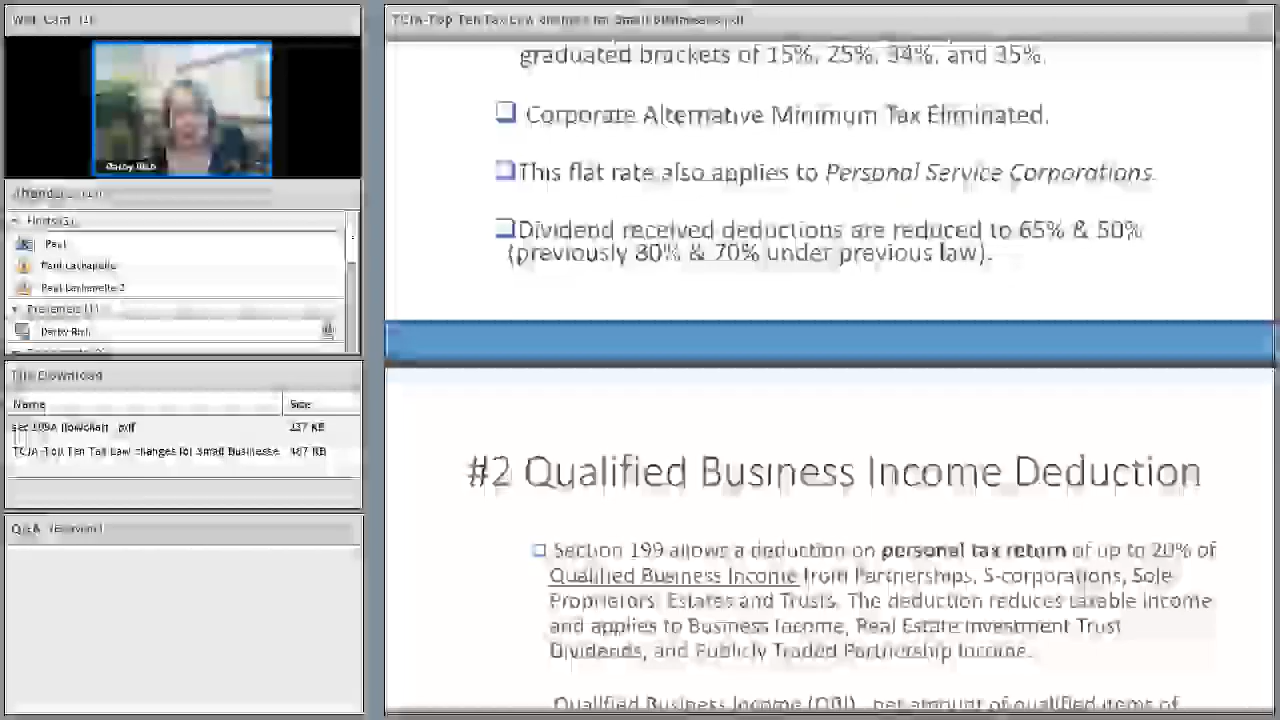 Web Cam (1)
Darcy Rich
Hosts (3)
Paul
Paul Lachapelle
Paul Lachapelle 2
Presenters (1)
Darcy Rich
File Download
Name Size
sec 199A flowchart .pdf 437 KB
TCJA-Top Ten Tax Law changes for Small Businesse 467 KB
Q & A
TCJA-Top Ten Tax Law changes for Small Businesses.pdf
graduated brackets of 15%, 25%, 34%, and 35%.
Corporate Alternative Minimum Tax Eliminated.
This flat rate also applies to Personal Service Corporations.
Dividend received deductions are reduced to 65% & 50%
(previously 80% & 70% under previous law).
#2 Qualified Business Income Deduction
Section 199 allows a deduction on personal tax return of up to 20% of
Qualified Business Income from Partnerships, S-corporations, Sole
Proprietors, Estates and Trusts. The deduction reduces taxable income
and applies to Business Income, Real Estate Investment Trust
Dividends, and Publicly Traded Partnership Income.
Qualified Business Income (QBI) net amount of qualified items of